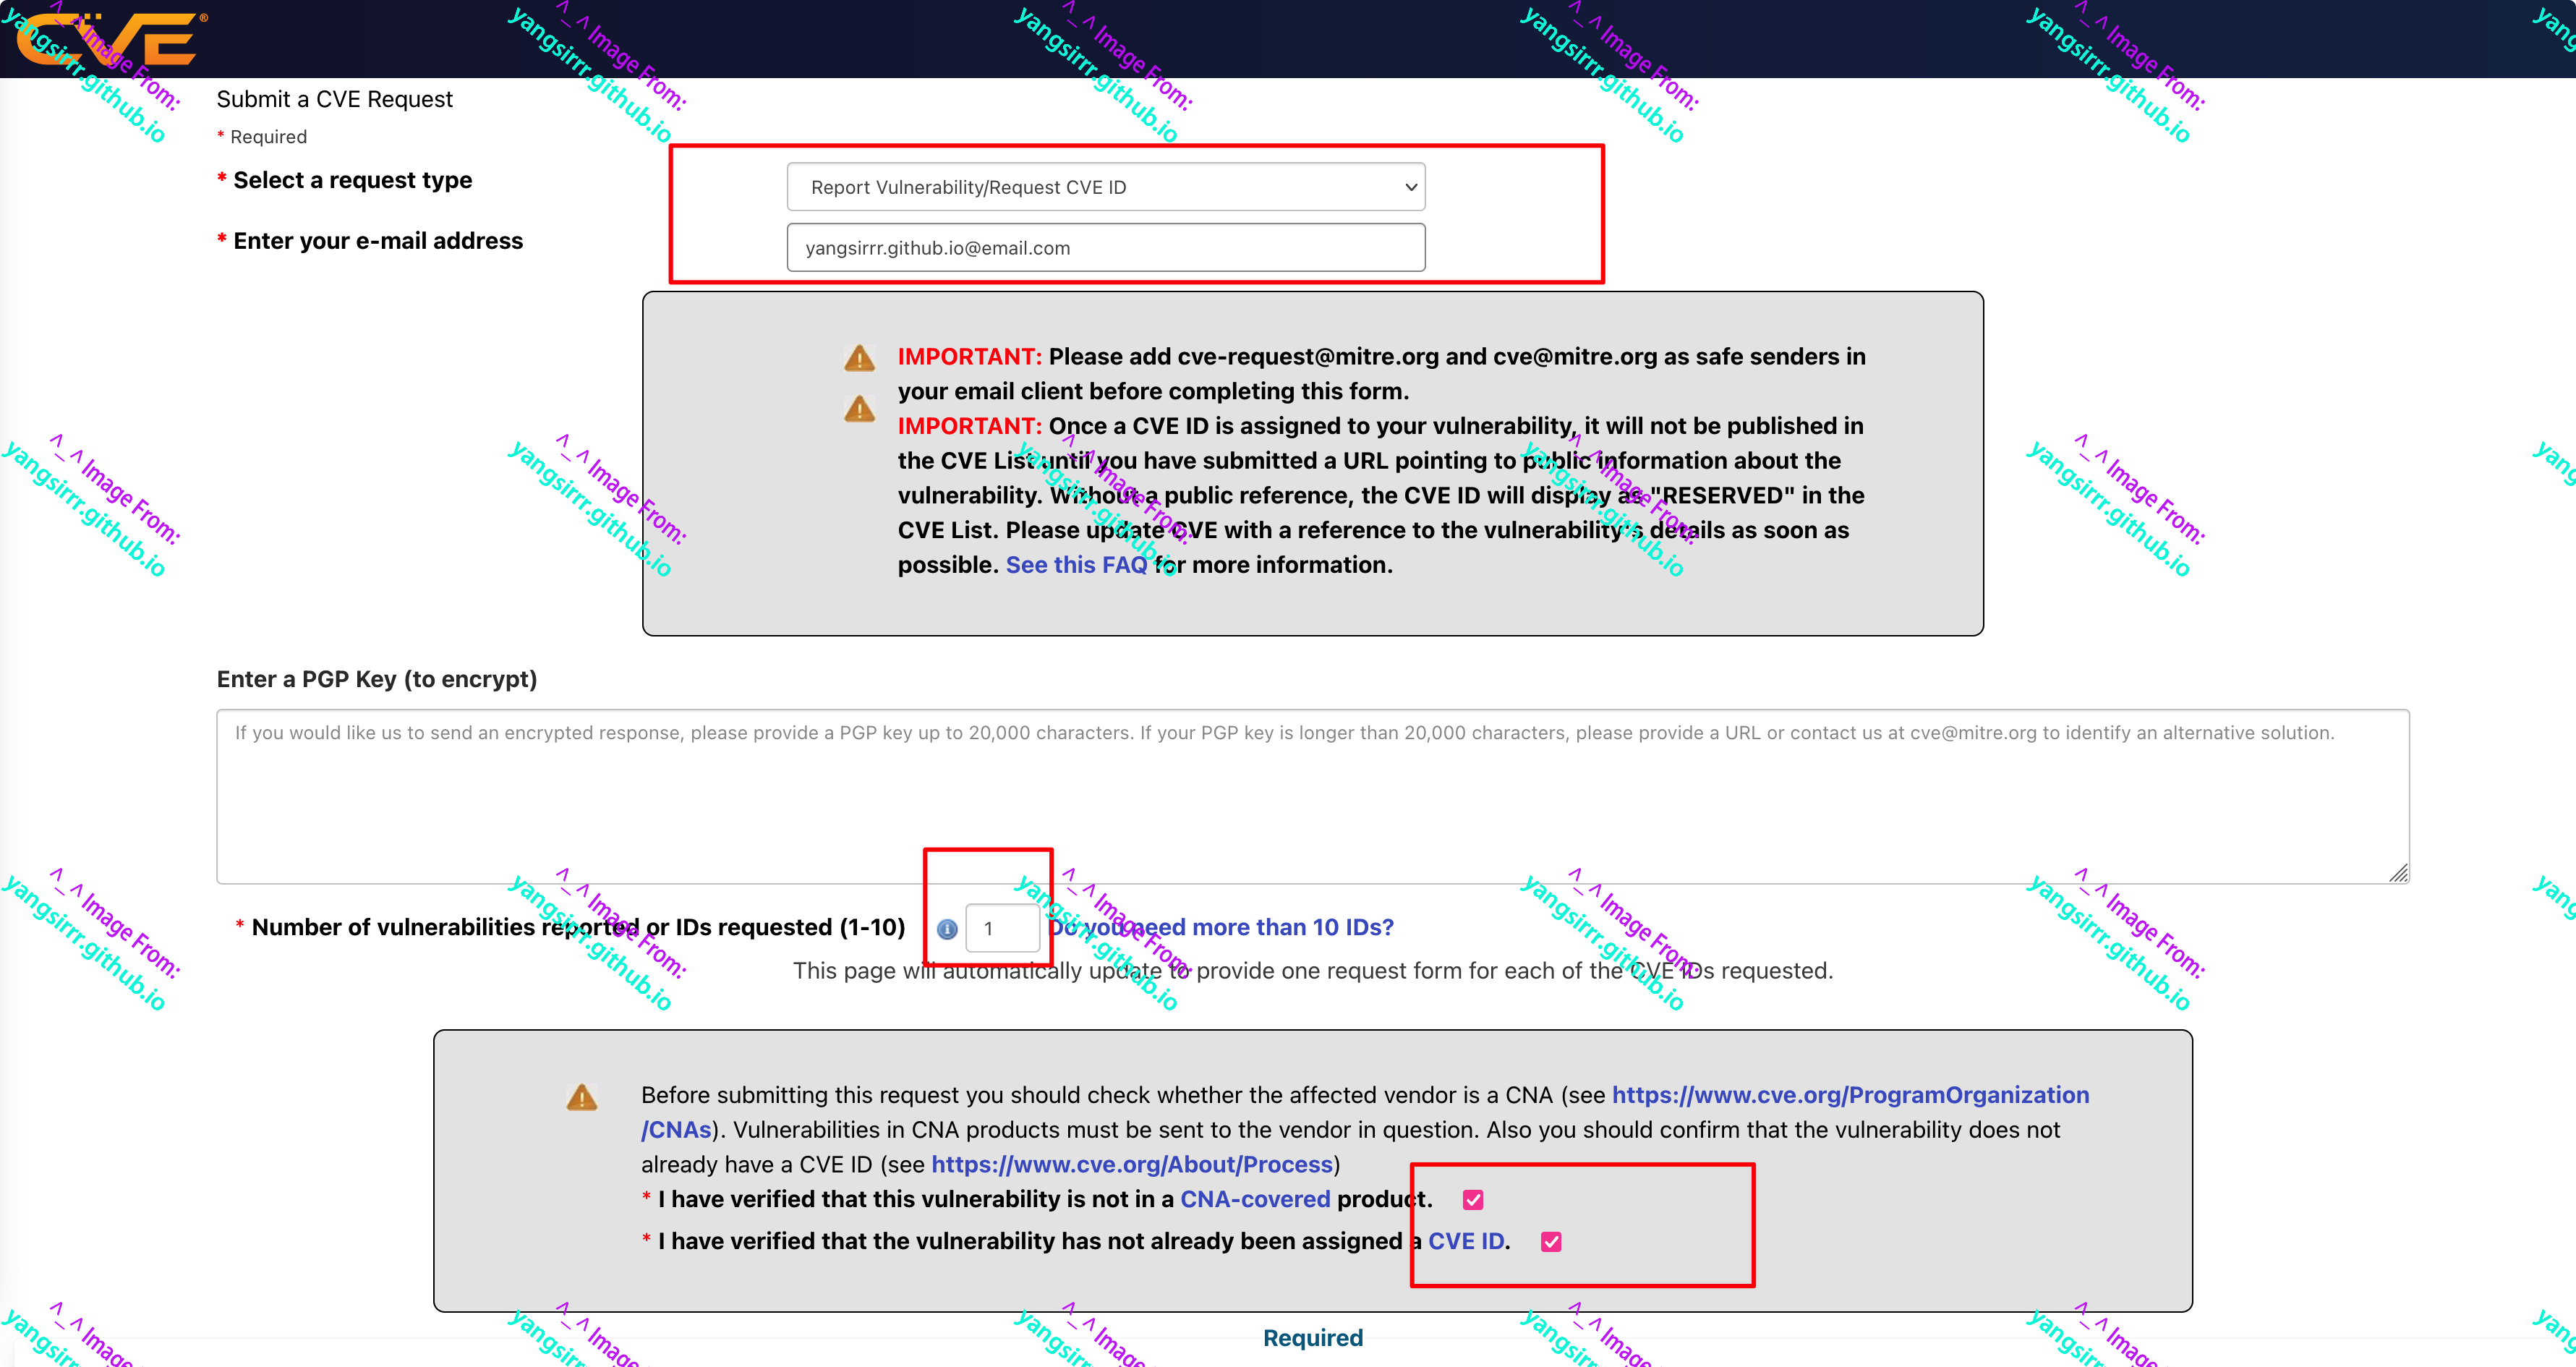 CVE®
Submit a CVE Request
* Required
* Select a request type
Report Vulnerability/Request CVE ID
* Enter your e-mail address
yangsirrr.github.io@email.com
IMPORTANT: Please add cve-request@mitre.org and cve@mitre.org as safe senders in
your email client before completing this form.
IMPORTANT: Once a CVE ID is assigned to your vulnerability, it will not be published in
the CVE List until you have submitted a URL pointing to public information about the
vulnerability. Without a public reference, the CVE ID will display as "RESERVED" in the
CVE List. Please update CVE with a reference to the vulnerability's details as soon as
possible. See this FAQ for more information.
Enter a PGP Key (to encrypt)
If you would like us to send an encrypted response, please provide a PGP key up to 20,000 characters. If your PGP key is longer than 20,000 characters, please provide a URL or contact us at cve@mitre.org to identify an alternative solution.
* Number of vulnerabilities reported or IDs requested (1-10) 1 Do you need more than 10 IDs?
This page will automatically update to provide one request form for each of the CVE IDs requested.
Before submitting this request you should check whether the affected vendor is a CNA (see https://www.cve.org/ProgramOrganization
/CNAs). Vulnerabilities in CNA products must be sent to the vendor in question. Also you should confirm that the vulnerability does not
already have a CVE ID (see https://www.cve.org/About/Process)
* I have verified that this vulnerability is not in a CNA-covered product.
* I have verified that the vulnerability has not already been assigned a CVE ID.
Required
^_^ Image From:
yangsirrr.github.io